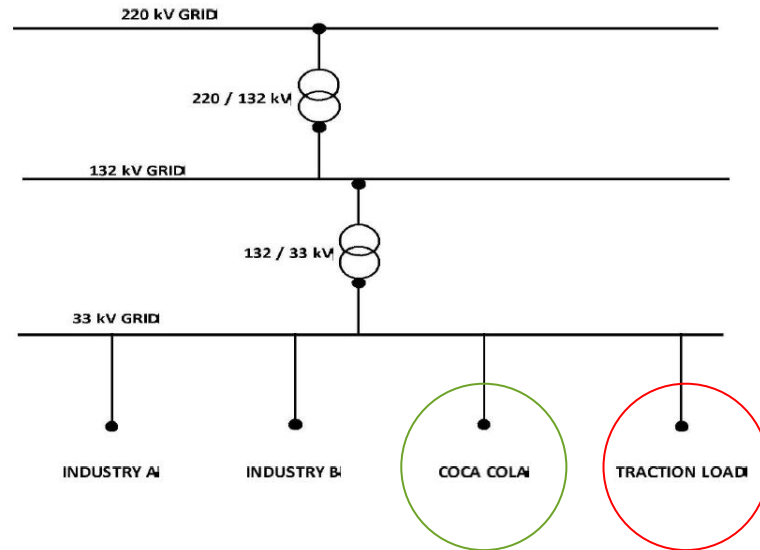 220 kV GRID
220 / 132 kV
132 kV GRID
132 / 33 kV
33 kV GRID
INDUSTRY A
INDUSTRY B
COCA COLA
TRACTION LOAD